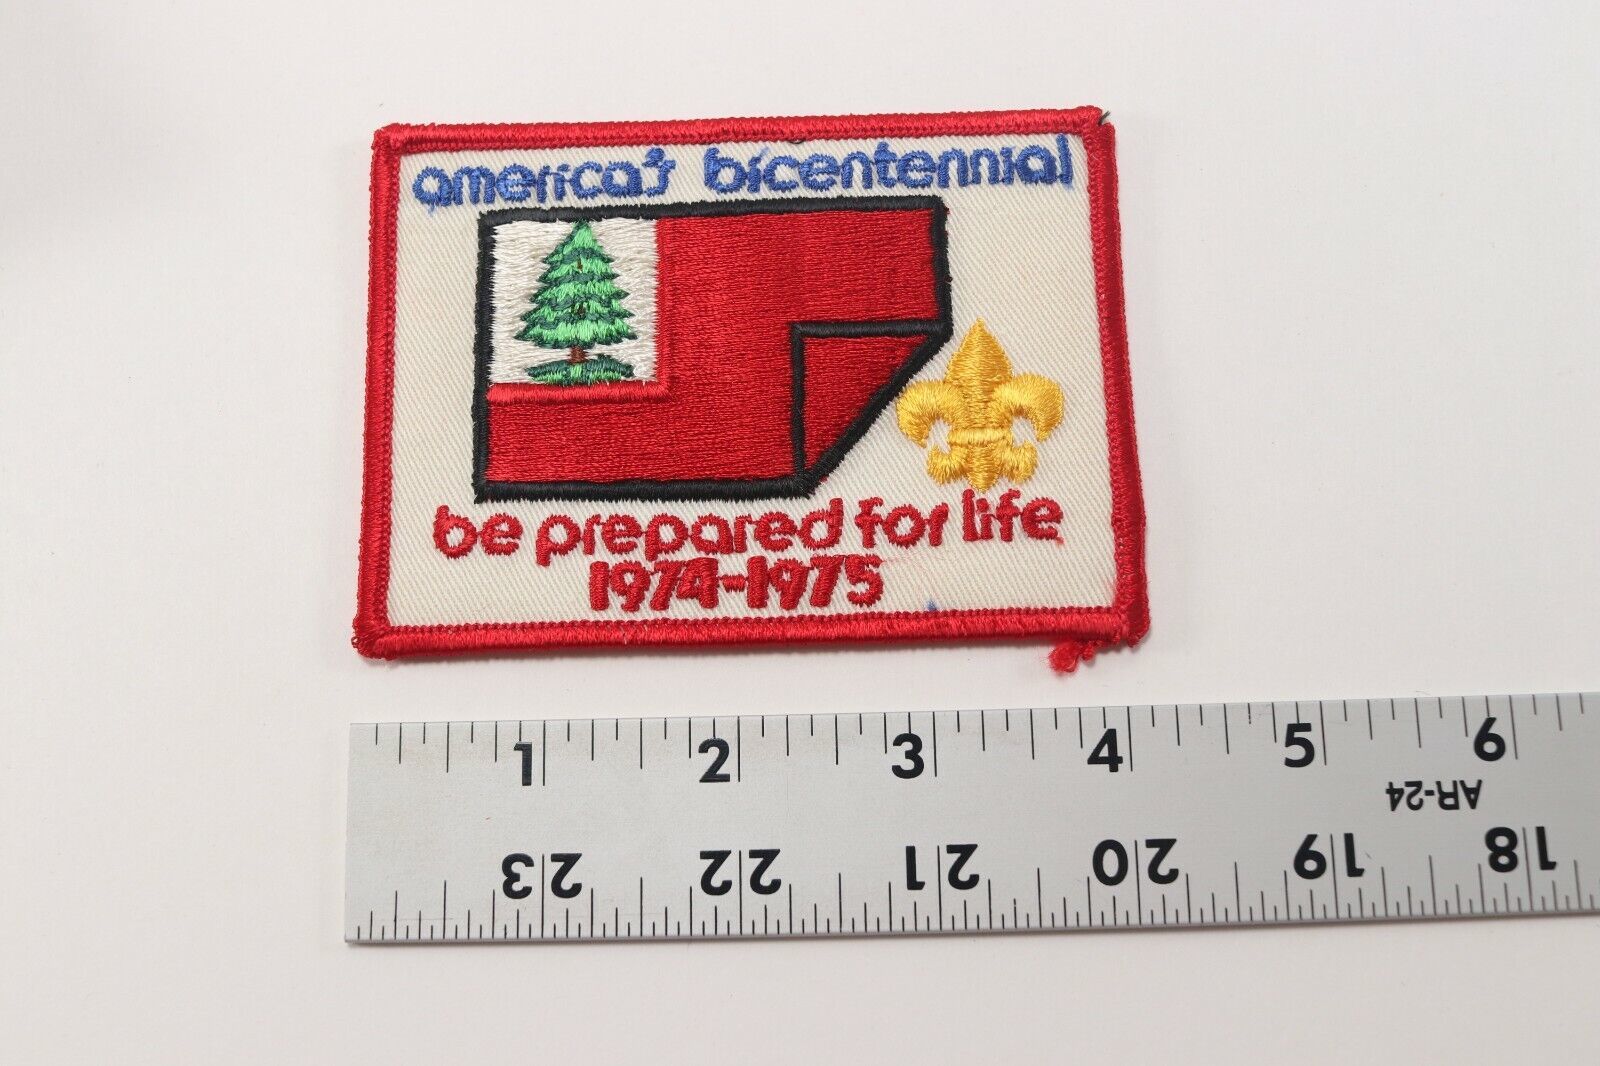 america's bicentennial
be prepared for life
1974-1975
1 2 3 4 5 6
AR-24
23 22 21 20 19 18